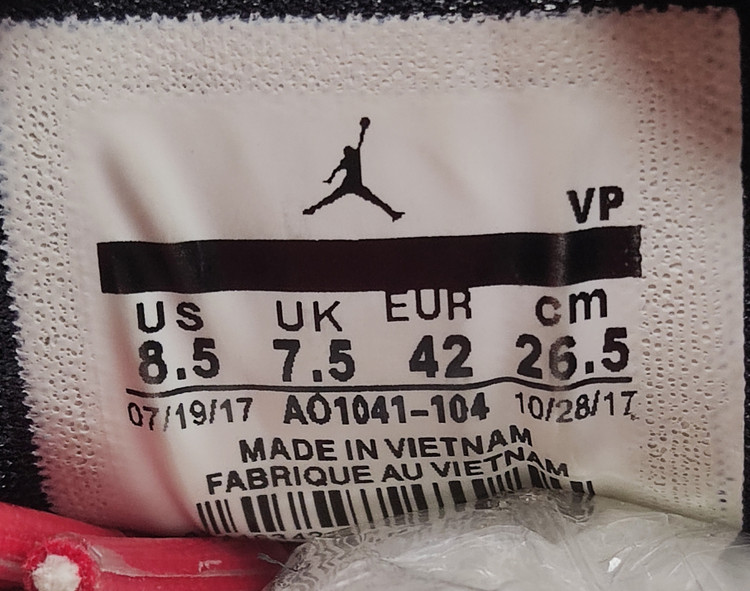 VP
US UK EUR cm
8.5 7.5 42 26.5
07/19/17 AO1041-104 10/28/17
MADE IN VIETNAM
FABRIQUE AU VIETNAM